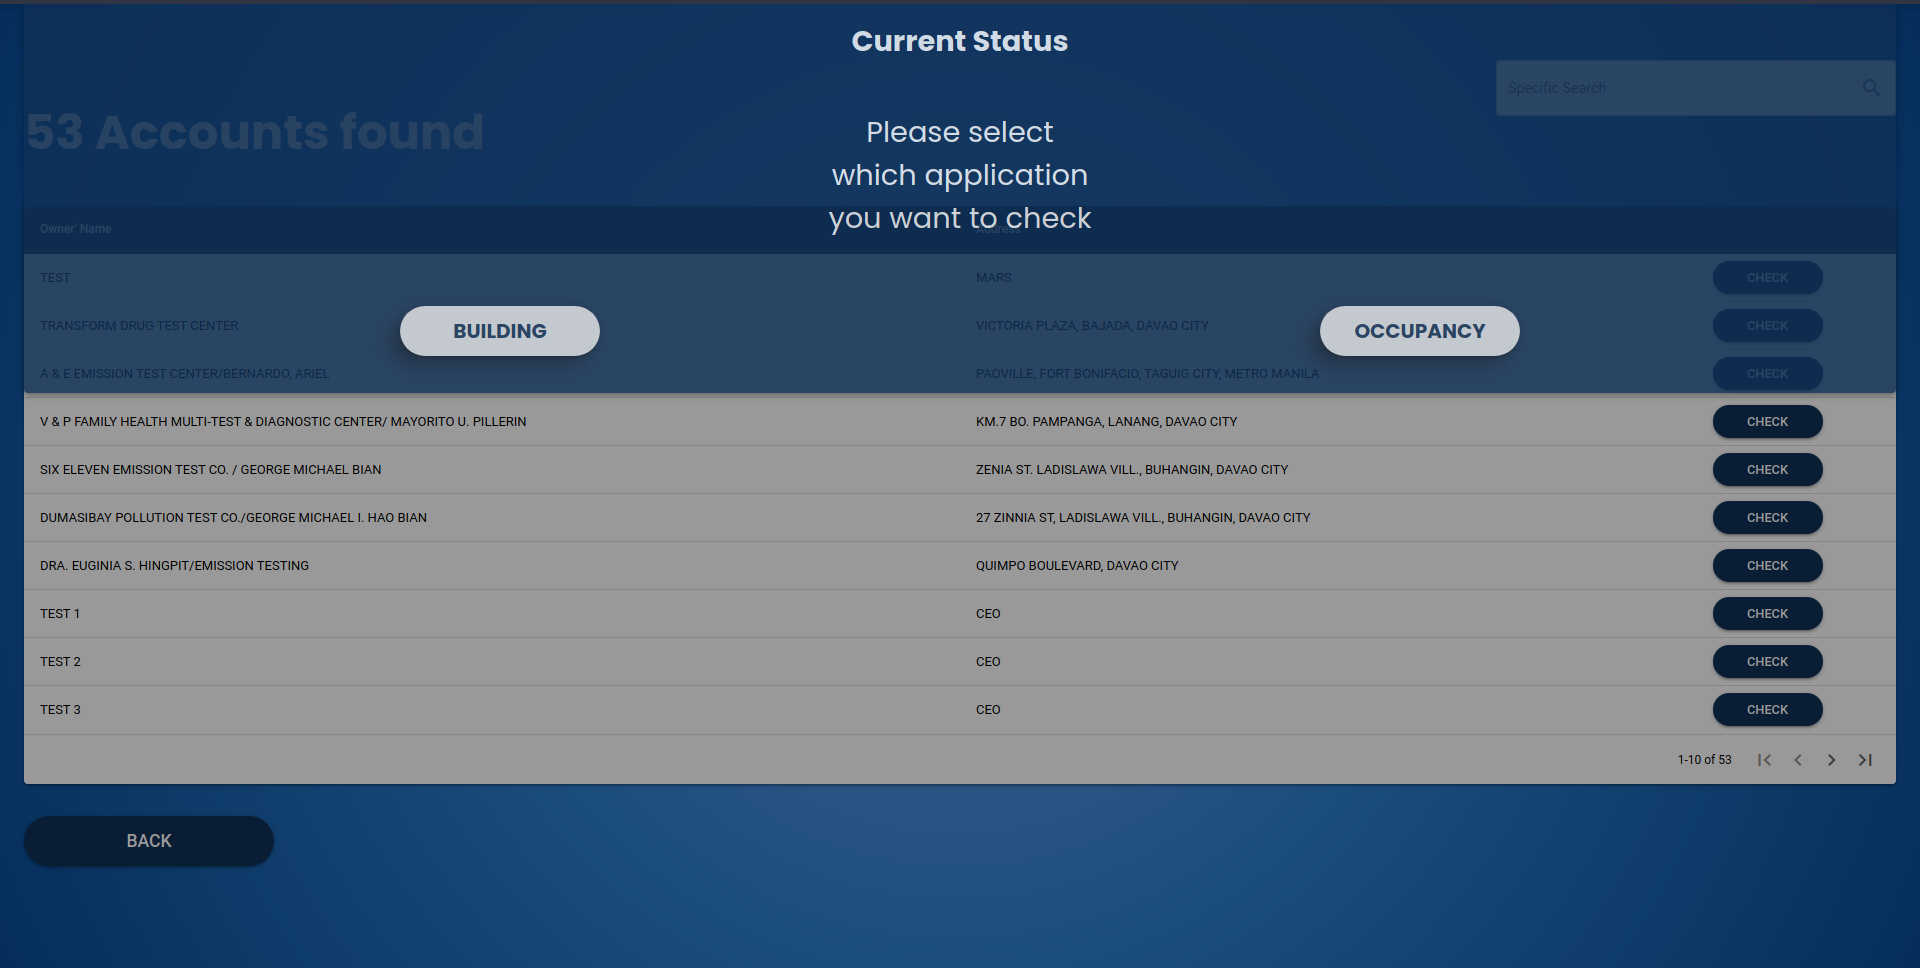 Current Status
Specific Search
53 Accounts found
Please select
which application
you want to check
Owner' Name Address
TEST MARS CHECK
TRANSFORM DRUG TEST CENTER VICTORIA PLAZA, BAJADA, DAVAO CITY CHECK
BUILDING OCCUPANCY
A & E EMISSION TEST CENTER/BERNARDO, ARIEL PAOVILLE, FORT BONIFACIO, TAGUIG CITY, METRO MANILA CHECK
V & P FAMILY HEALTH MULTI-TEST & DIAGNOSTIC CENTER/ MAYORITO U. PILLERIN KM.7 BO. PAMPANGA, LANANG, DAVAO CITY CHECK
SIX ELEVEN EMISSION TEST CO. / GEORGE MICHAEL BIAN ZENIA ST. LADISLAWA VILL., BUHANGIN, DAVAO CITY CHECK
DUMASIBAY POLLUTION TEST CO./GEORGE MICHAEL I. HAO BIAN 27 ZINNIA ST, LADISLAWA VILL., BUHANGIN, DAVAO CITY CHECK
DRA. EUGINIA S. HINGPIT/EMISSION TESTING QUIMPO BOULEVARD, DAVAO CITY CHECK
TEST 1 CEO CHECK
TEST 2 CEO CHECK
TEST 3 CEO CHECK
1-10 of 53
BACK